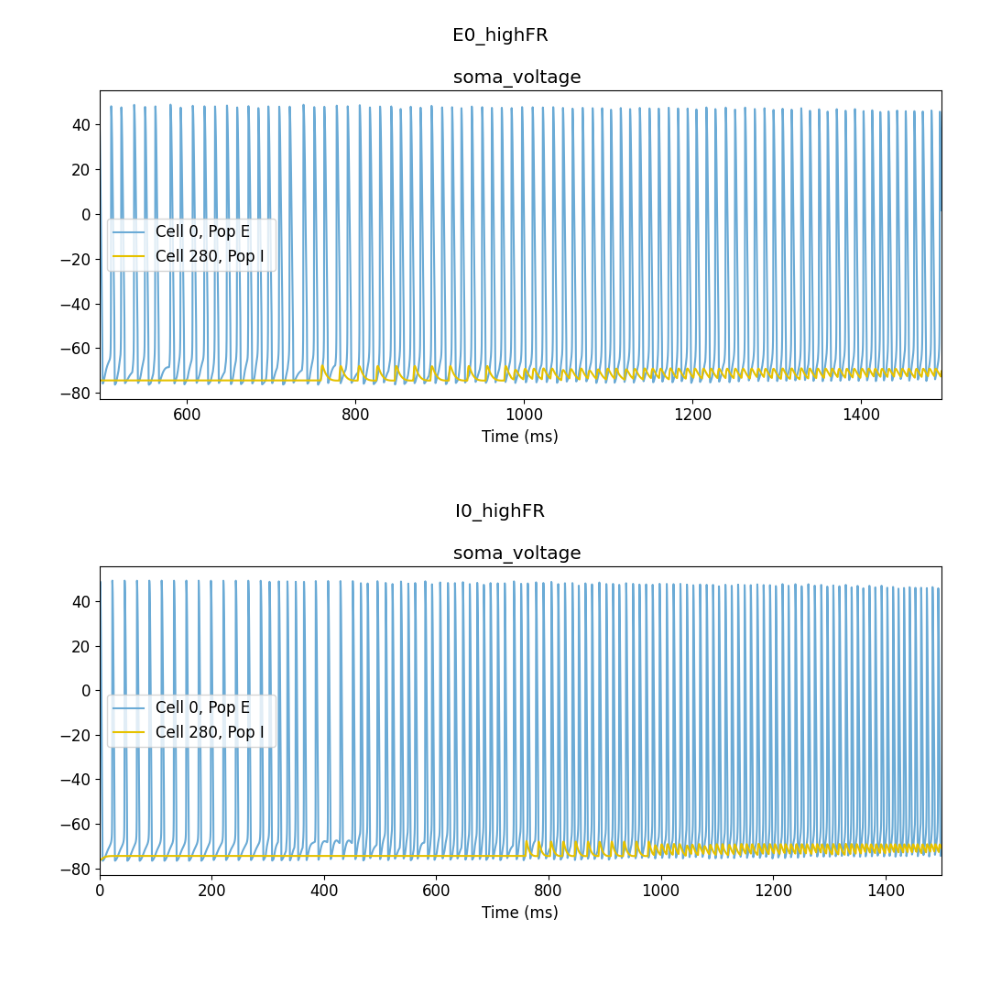 E0_highFR
soma_voltage
40
20
0
−20
−40
−60
−80
Cell 0, Pop E
Cell 280, Pop I
600 800 1000 1200 1400
Time (ms)
I0_highFR
soma_voltage
40
20
0
−20
−40
−60
−80
Cell 0, Pop E
Cell 280, Pop I
0 200 400 600 800 1000 1200 1400
Time (ms)